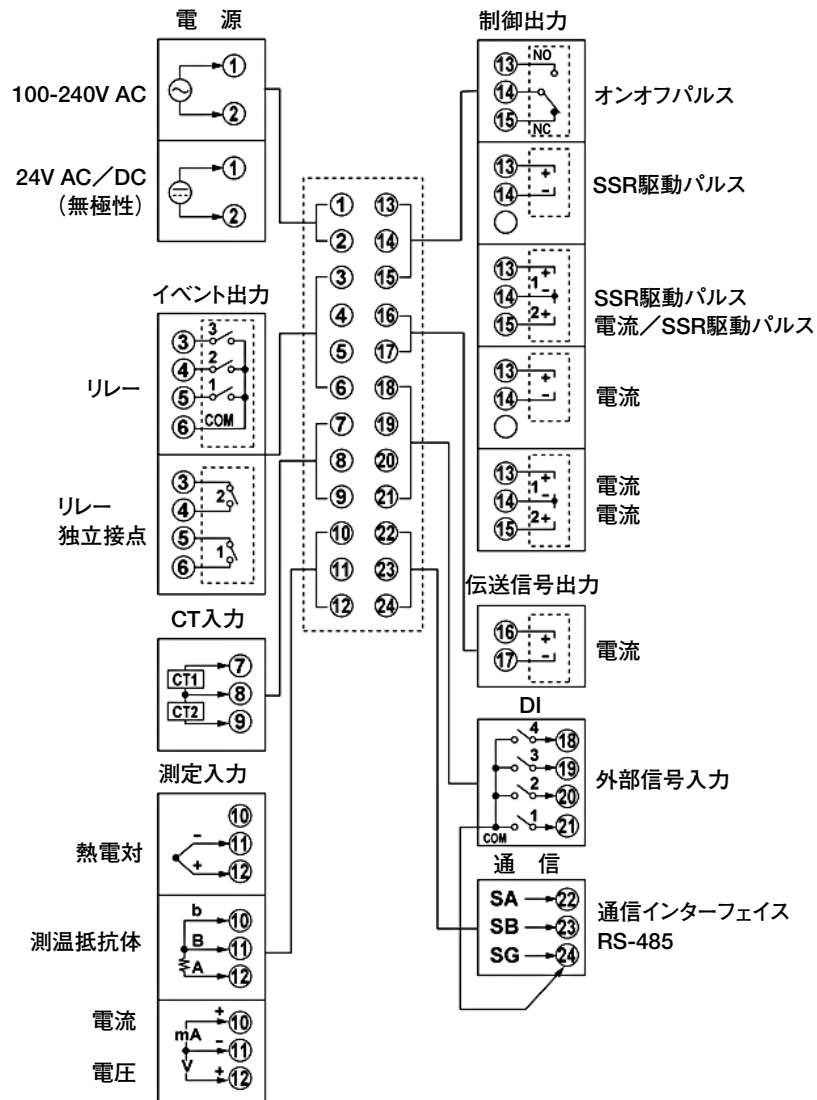 電 源
100-240V AC
①
②
24V AC／DC
（無極性）
①
②
イベント出力
リレー
③
④
⑤
⑥
3
2
1
COM
リレー
独立接点
③
④
⑤
⑥
2
1
CT入力
CT1
CT2
⑦
⑧
⑨
測定入力
熱電対
⑩
- ⑪
+ ⑫
測温抵抗体
b ⑩
B ⑪
A ⑫
電流
mA
電圧
V
+ ⑩
- ⑪
+ ⑫
① ⑬
② ⑭
③ ⑮
④ ⑯
⑤ ⑰
⑥ ⑱
⑦ ⑲
⑧ ⑳
⑨ ㉑
⑩ ㉒
⑪ ㉓
⑫ ㉔
制御出力
⑬ NO
⑭
⑮ NC
オンオフパルス
⑬ +
⑭ -
SSR駆動パルス
⑬ +
1
⑭ -
⑮ 2+
SSR駆動パルス
電流／SSR駆動パルス
⑬ +
⑭ -
電流
⑬ +
1
⑭ -
⑮ 2+
電流
電流
伝送信号出力
⑯ +
⑰ -
電流
DI
4 ⑱
3 ⑲
2 ⑳
1 ㉑
COM
外部信号入力
通 信
SA ㉒
SB ㉓
SG ㉔
通信インターフェイス
RS-485